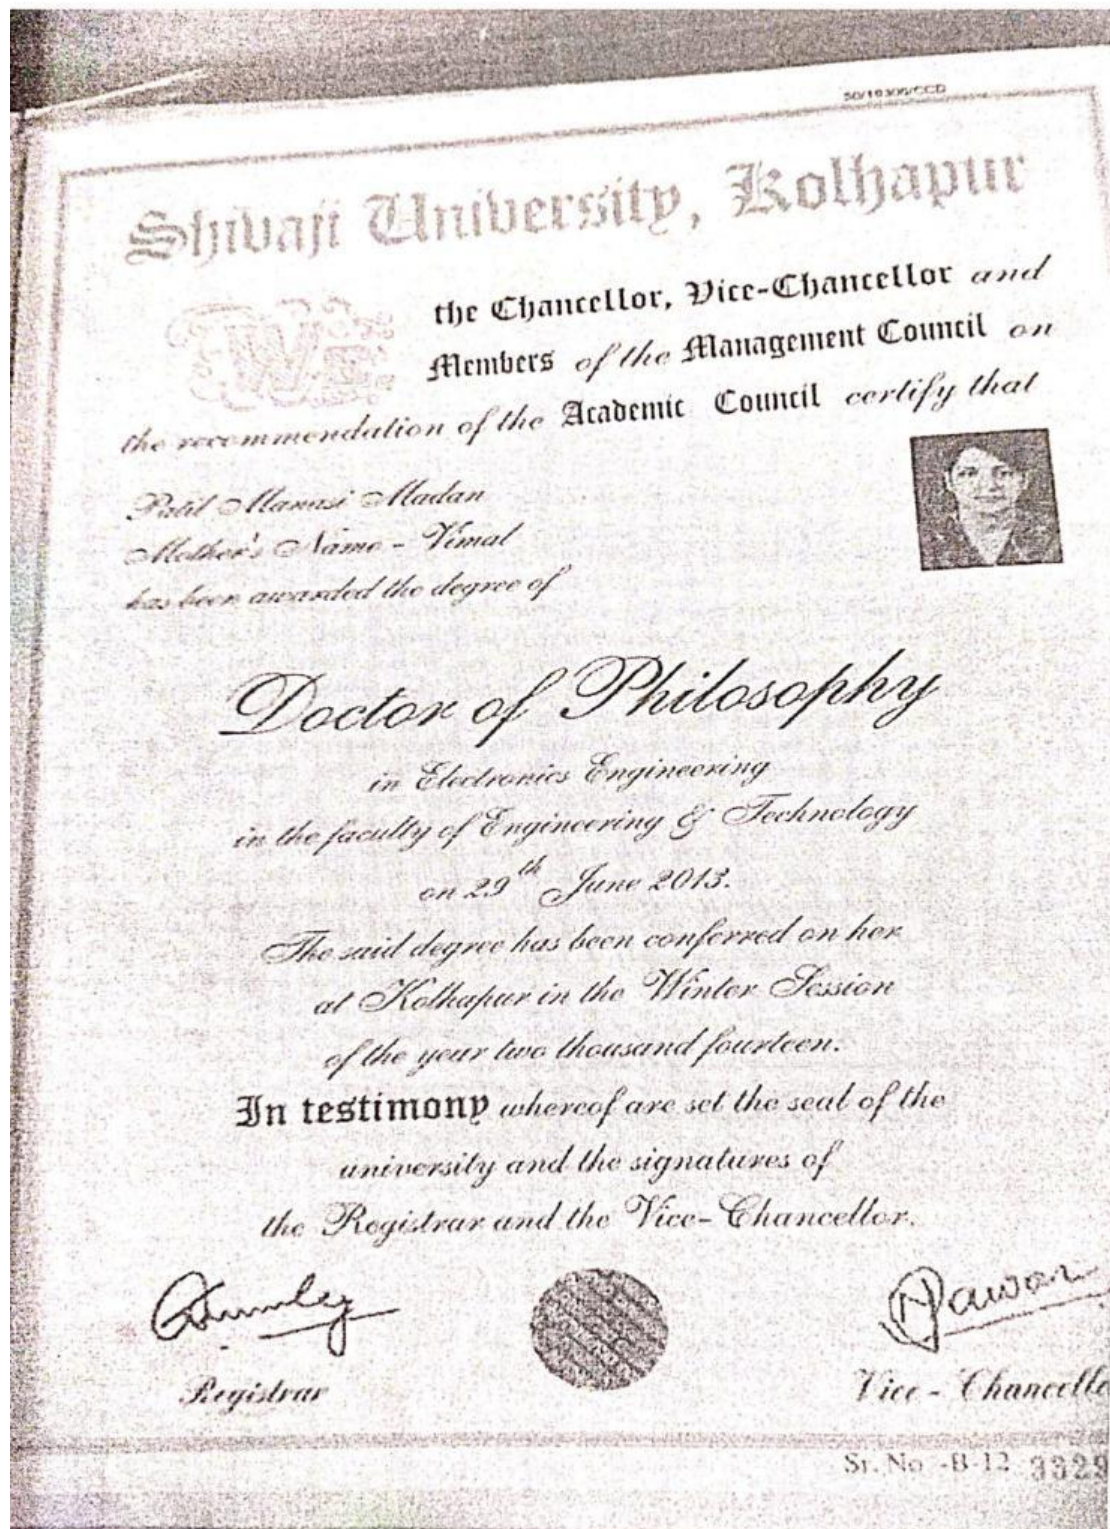 Shivaji University, Kolhapur
We the Chancellor, Vice-Chancellor and
Members of the Management Council on
the recommendation of the Academic Council certify that
Patil Manasi Madan
Mother's Name - Vimal
has been awarded the degree of
Doctor of Philosophy
in Electronics Engineering
in the faculty of Engineering & Technology
on 29th June 2013.
The said degree has been conferred on her
at Kolhapur in the Winter Session
of the year two thousand fourteen.
In testimony whereof are set the seal of the
university and the signatures of
the Registrar and the Vice-Chancellor.
Pawar
Registrar
Vice - Chancello
Sr. No -B-12 3329